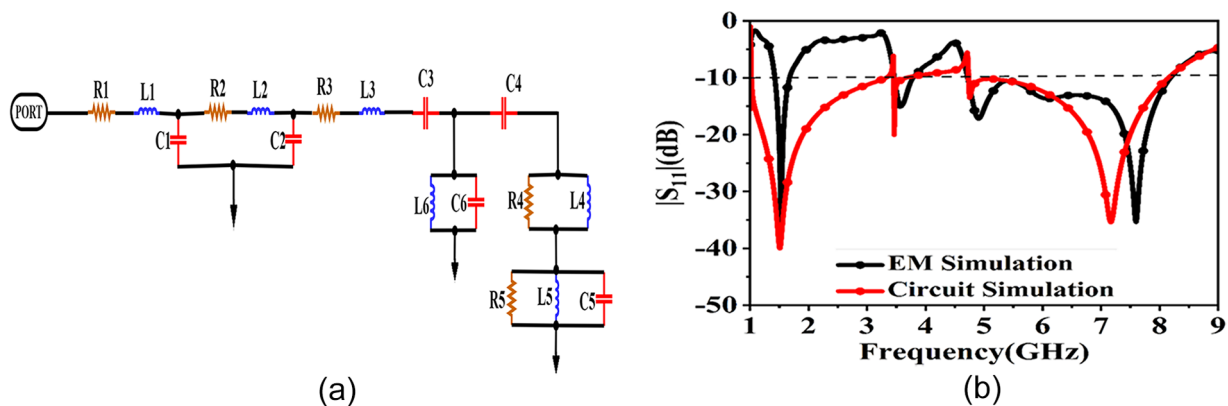 PORT
R1
L1
R2
L2
R3
L3
C3
C4
C1
C2
L6
C6
R4
L4
R5
L5
C5
(a)
|S11|(dB)
0
-10
-20
-30
-40
-50
EM Simulation
Circuit Simulation
1 2 3 4 5 6 7 8 9
Frequency(GHz)
(b)